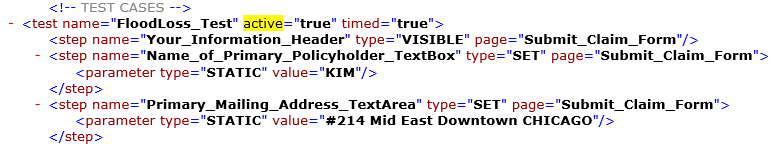 <!-- TEST CASES -->
- <test name="FloodLoss_Test" active="true" timed="true">
<step name="Your_Information_Header" type="VISIBLE" page="Submit_Claim_Form"/>
- <step name="Name_of_Primary_Policyholder_TextBox" type="SET" page="Submit_Claim_Form">
<parameter type="STATIC" value="KIM"/>
</step>
- <step name="Primary_Mailing_Address_TextArea" type="SET" page="Submit_Claim_Form">
<parameter type="STATIC" value="#214 Mid East Downtown CHICAGO"/>
</step>